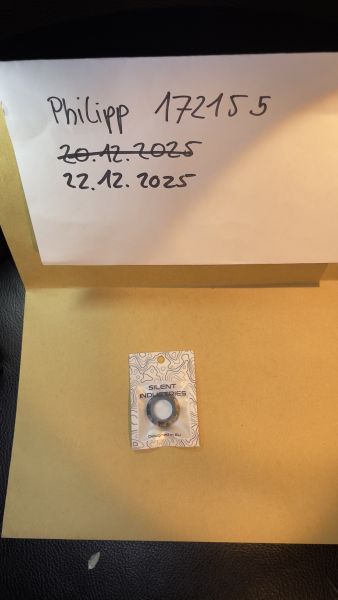 Philipp 172155
20.12.2025
22.12.2025
SILENT
INDUSTRIES